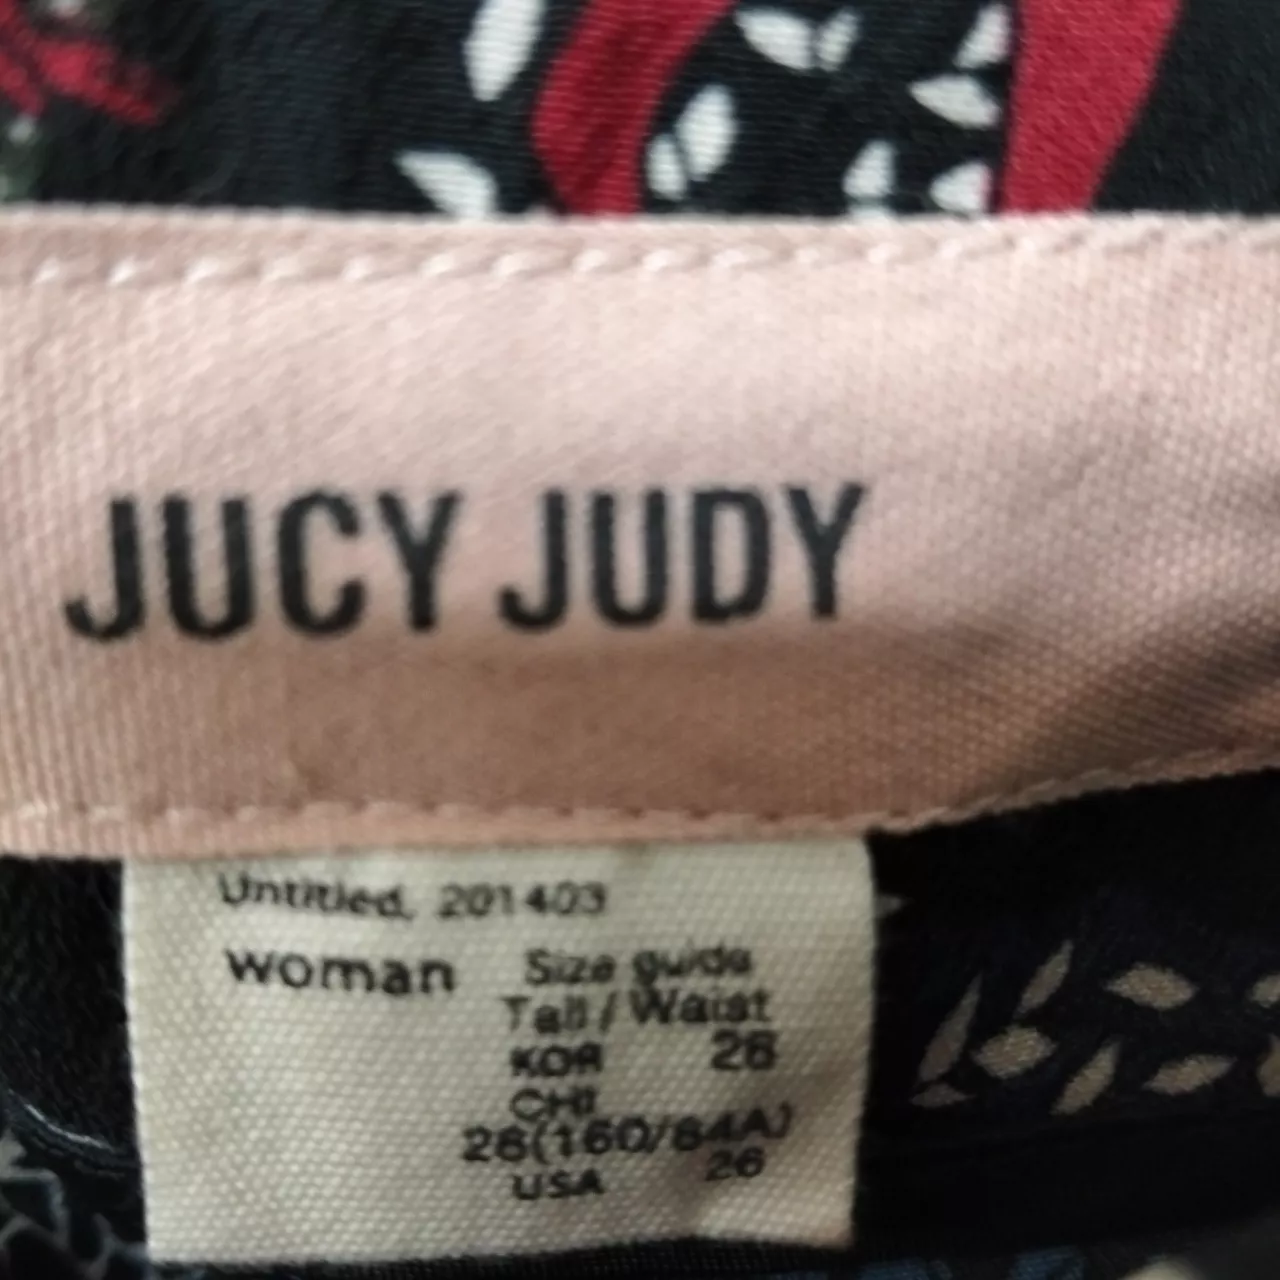 JUCY JUDY
Untitled, 201403
woman Size guide
Tall / Waist
KOR 26
CHI
26(160/64A)
USA 26